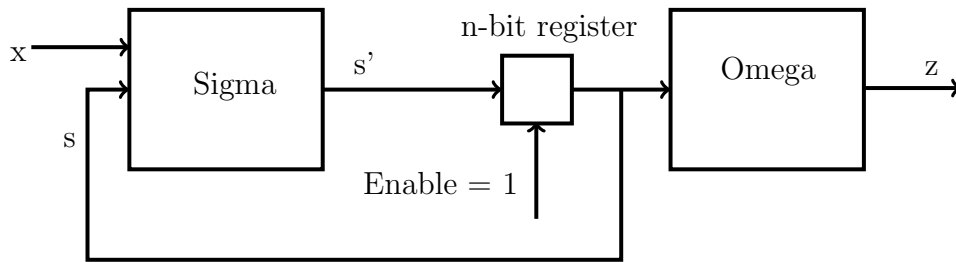 x
Sigma
s'
n-bit register
Omega
z
s
Enable = 1